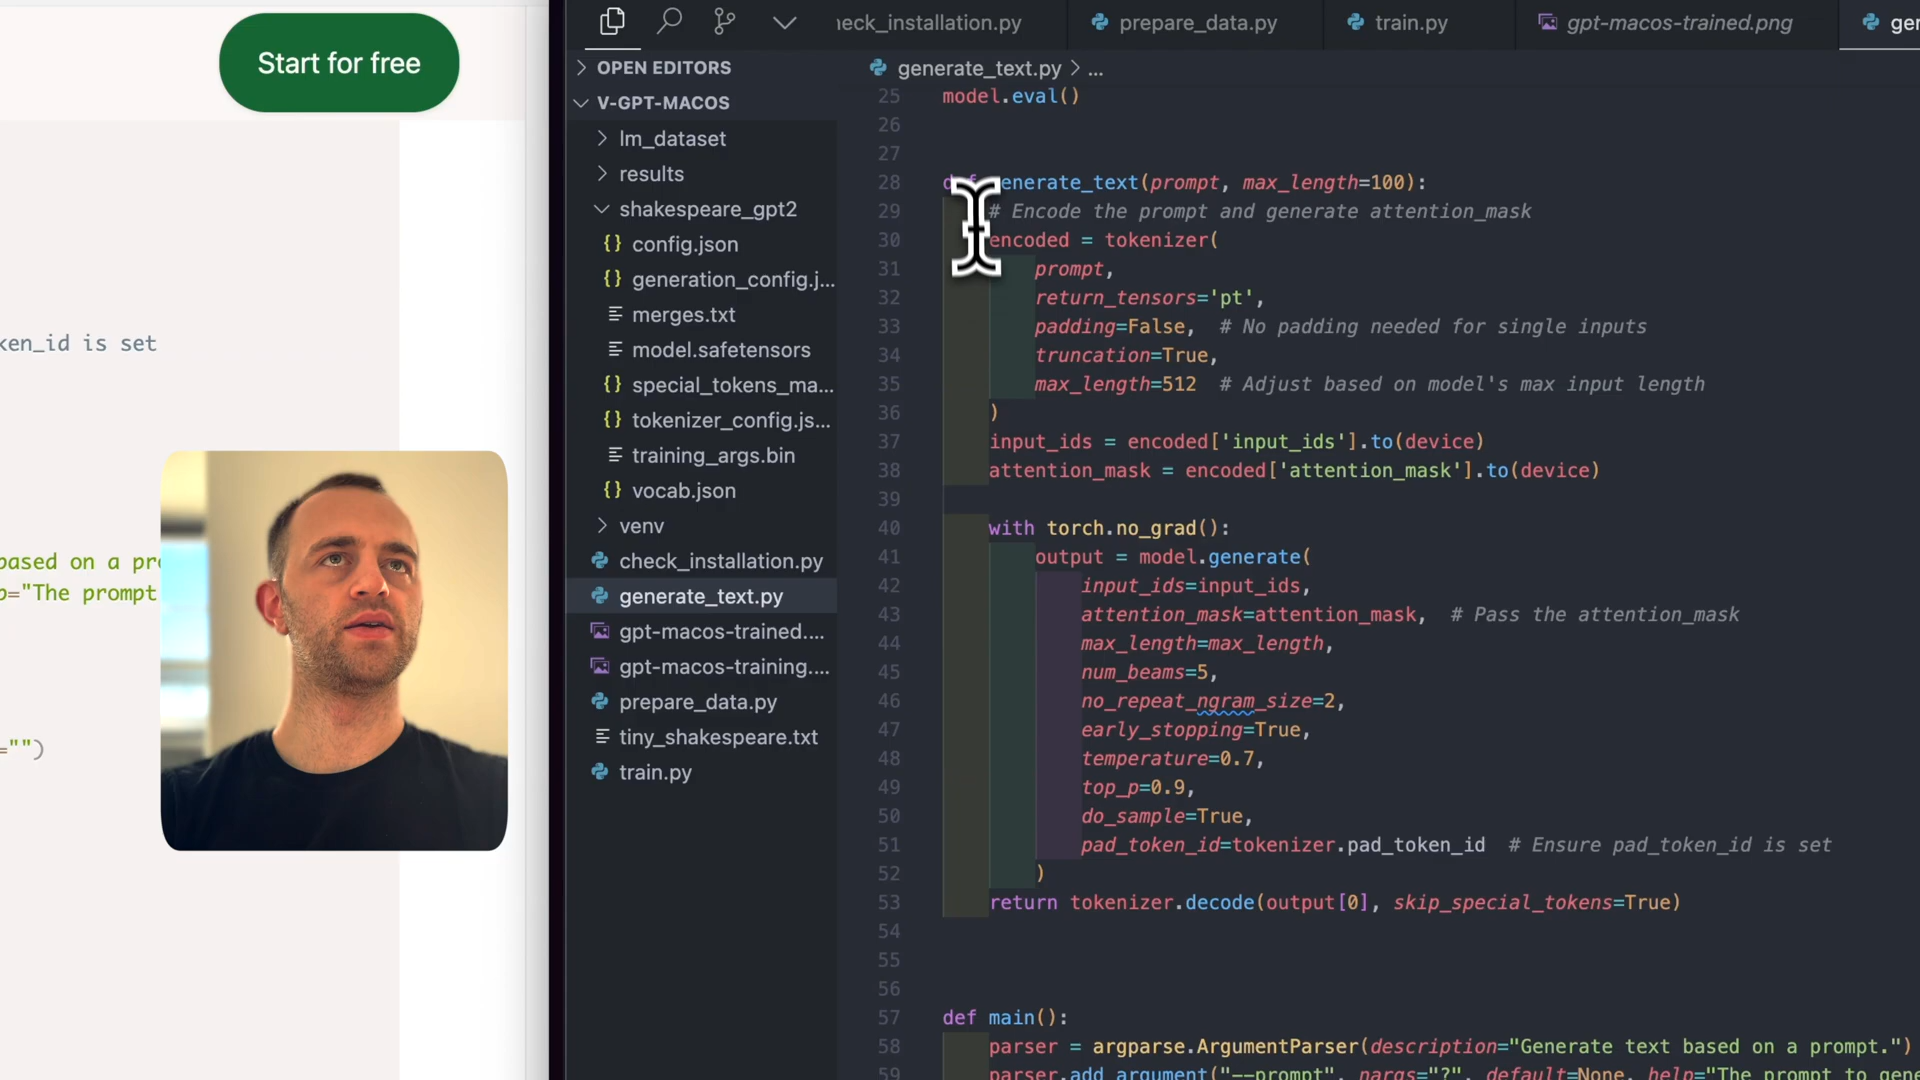 Start for free
ken_id is set
based on a pr
p="The prompt
="")
heck_installation.py
prepare_data.py
train.py
gpt-macos-trained.png
ger
OPEN EDITORS
V-GPT-MACOS
lm_dataset
results
shakespeare_gpt2
config.json
generation_config.j...
merges.txt
model.safetensors
special_tokens_ma...
tokenizer_config.js...
training_args.bin
vocab.json
venv
check_installation.py
generate_text.py
gpt-macos-trained....
gpt-macos-training....
prepare_data.py
tiny_shakespeare.txt
train.py
generate_text.py > ...
25 model.eval()
26
27
28 def generate_text(prompt, max_length=100):
29 # Encode the prompt and generate attention_mask
30 encoded = tokenizer(
31 prompt,
32 return_tensors='pt',
33 padding=False, # No padding needed for single inputs
34 truncation=True,
35 max_length=512 # Adjust based on model's max input length
36 )
37 input_ids = encoded['input_ids'].to(device)
38 attention_mask = encoded['attention_mask'].to(device)
39
40 with torch.no_grad():
41 output = model.generate(
42 input_ids=input_ids,
43 attention_mask=attention_mask, # Pass the attention_mask
44 max_length=max_length,
45 num_beams=5,
46 no_repeat_ngram_size=2,
47 early_stopping=True,
48 temperature=0.7,
49 top_p=0.9,
50 do_sample=True,
51 pad_token_id=tokenizer.pad_token_id # Ensure pad_token_id is set
52 )
53 return tokenizer.decode(output[0], skip_special_tokens=True)
54
55
56
57 def main():
58 parser = argparse.ArgumentParser(description="Generate text based on a prompt.")
59 parser.add_argument("--prompt", nargs="?", default=None, help="The prompt to gene